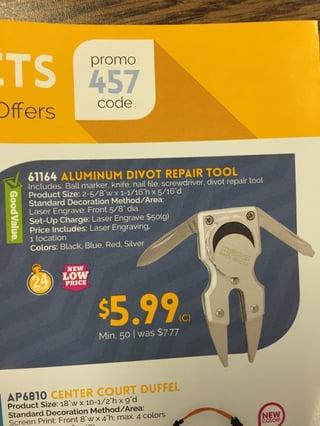 CTS
Offers
promo
457
code
GoodValue
61164 ALUMINUM DIVOT REPAIR TOOL
Includes: Ball marker, knife, nail file, screwdriver, divot repair tool
Product Size: 2-5/8"w x 1-1/16"h x 5/16"d
Standard Decoration Method/Area:
Laser Engrave: Front 5/8" dia
Set-Up Charge: Laser Engrave $50(g)
Price Includes: Laser Engraving,
1 location
Colors: Black, Blue, Red, Silver
24
NEW
LOW
PRICE
$5.99(C)
Min. 50 | was $7.77
AP6810 CENTER COURT DUFFEL
Product Size: 18"w x 10-1/2"h x 9"d
Standard Decoration Method/Area:
Screen Print: Front 8"w x 4"h; max. 4 colors
NEW
COLOR!